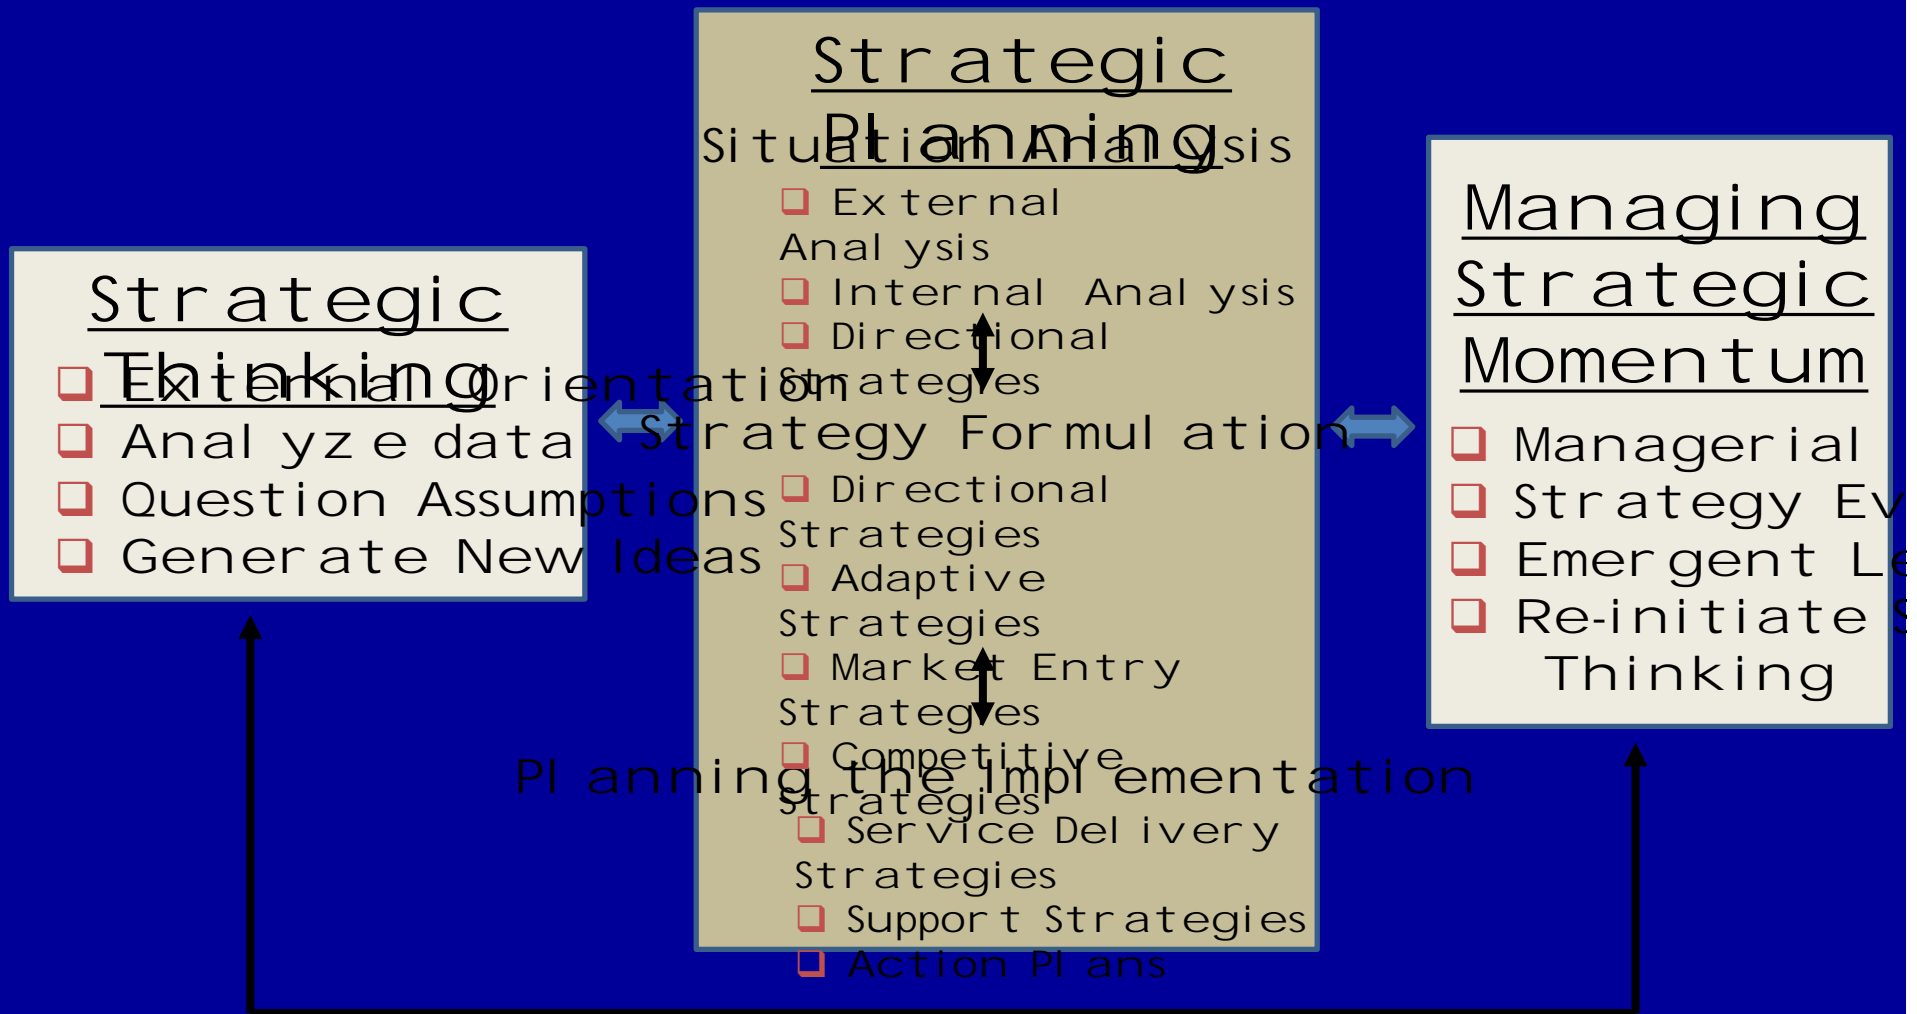 Strategic
Thinking
External Orientation
Analyze data
Question Assumptions
Generate New Ideas
Strategic
Planning
Situation Analysis
External
Analysis
Internal Analysis
Directional
Strategies
Strategy Formulation
Directional
Strategies
Adaptive
Strategies
Market Entry
Strategies
Competitive
Strategies
Planning the Implementation
Service Delivery
Strategies
Support Strategies
Action Plans
Managing
Strategic
Momentum
Managerial
Strategy
Emergent
Re-initiate
Thinking